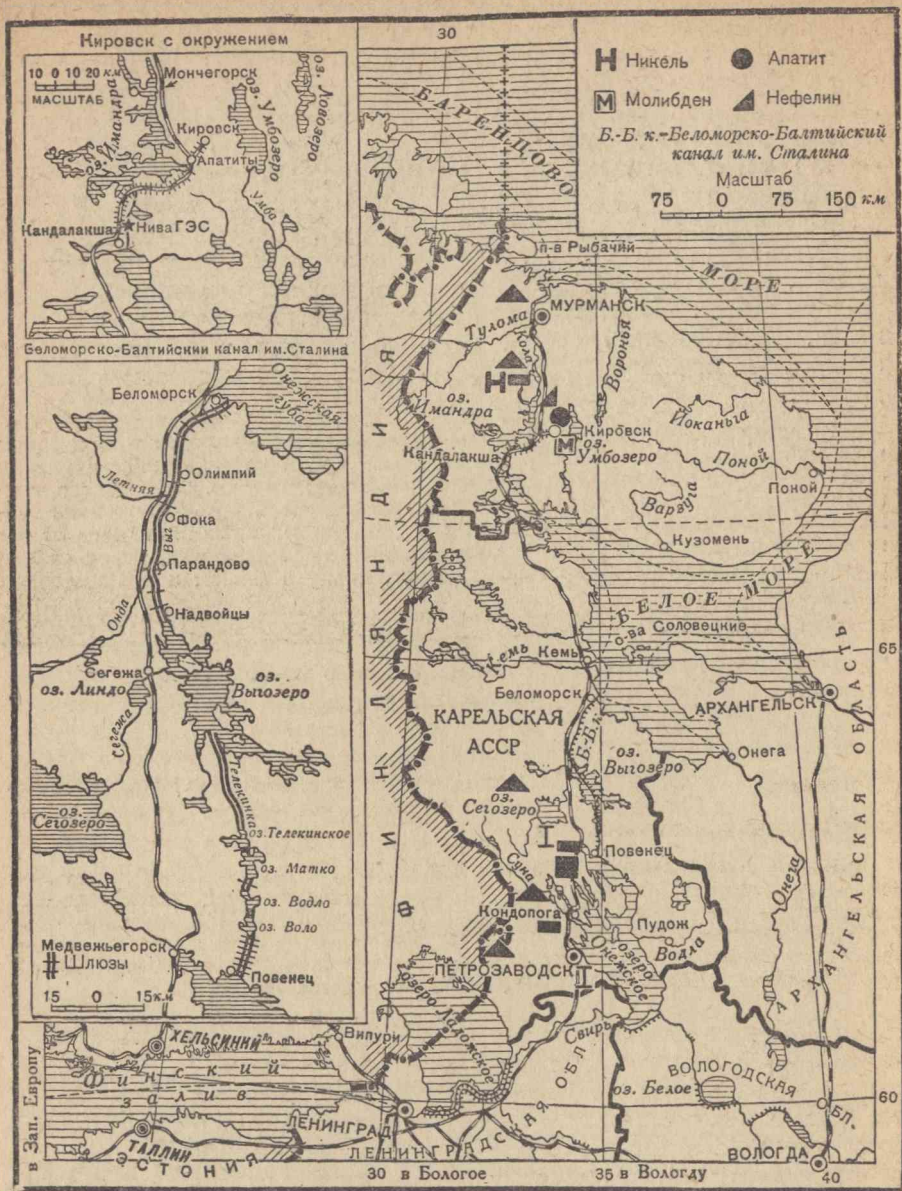 Кировск с окружением
10 0 10 20 км
МАСШТАБ
Мончегорск
оз. Имандра
Кировск
Апатиты
оз. Умбозеро
оз. Ловозеро
Умба
Кандалакша
Нива ГЭС
Беломорско-Балтийский канал им. Сталина
Беломорск
Онежская
губа
Летняя
Олимпий
Фока
Выг
Парандово
Надвойцы
Онда
Сегежа
оз. Линдо
оз.
Выгозеро
Сегежа
Телекинка
оз.
Сегозеро
оз. Телекинское
оз. Матко
оз. Водло
оз. Воло
Медвежьегорск
Шлюзы
Повенец
15 0 15 км
30
Н Никель
Апатит
М Молибден
Нефелин
Б.-Б. к.-Беломорско-Балтийский
канал им. Сталина
Масштаб
75 0 75 150 км
БАРЕНЦОВО
МОРЕ
п-в Рыбачий
МУРМАНСК
Тулома
Кола
Воронья
Н
оз.
Имандра
Кировск
М
оз.
Умбозеро
Кандалакша
Иоканьга
Поной
Поной
Варзуга
Кузомень
БЕЛОЕ
МОРЕ
о-ва Соловецкие
65
Кемь Кемь
Беломорск
АРХАНГЕЛЬСК
КАРЕЛЬСКАЯ
АССР
Б.-Б.к.
оз.
Выгозеро
Онега
оз.
Сегозеро
Повенец
Суна
Кондопога
Пудож
Водла
Онега
ПЕТРОЗАВОДСК
озеро
Онежское
АРХАНГЕЛЬСКАЯ ОБЛАСТЬ
ФИНЛЯНДИЯ
озеро Ладожское
Свирь
Випури
ХЕЛЬСИНКИ
Финский
залив
ЛЕНИНГРАД
ЛЕНИНГРАДСКАЯ ОБЛ.
оз. Белое
ВОЛОГОДСКАЯ
ОБЛ.
60
ТАЛЛИН
ЭСТОНИЯ
ВОЛОГДА
в Зап. Европу
30 в Бологое 35 в Вологду 40